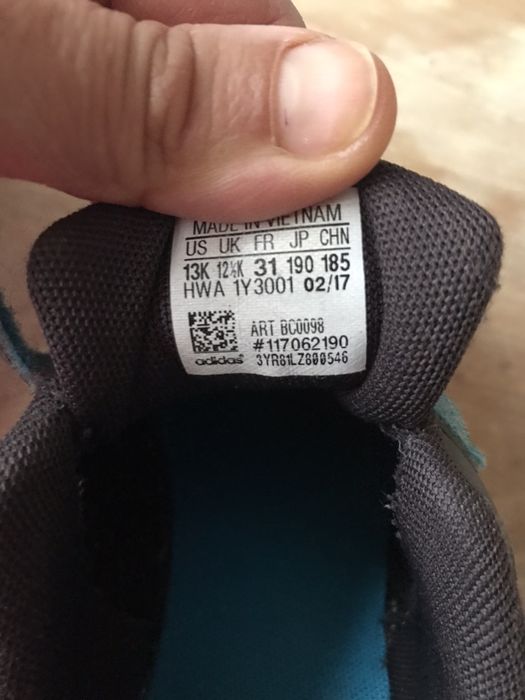 MADE IN VIETNAM
US UK FR JP CHN
13K 12½K 31 190 185
HWA 1Y3001 02/17
ART BC0098
#117062190
adidas 3YR61LZ800546